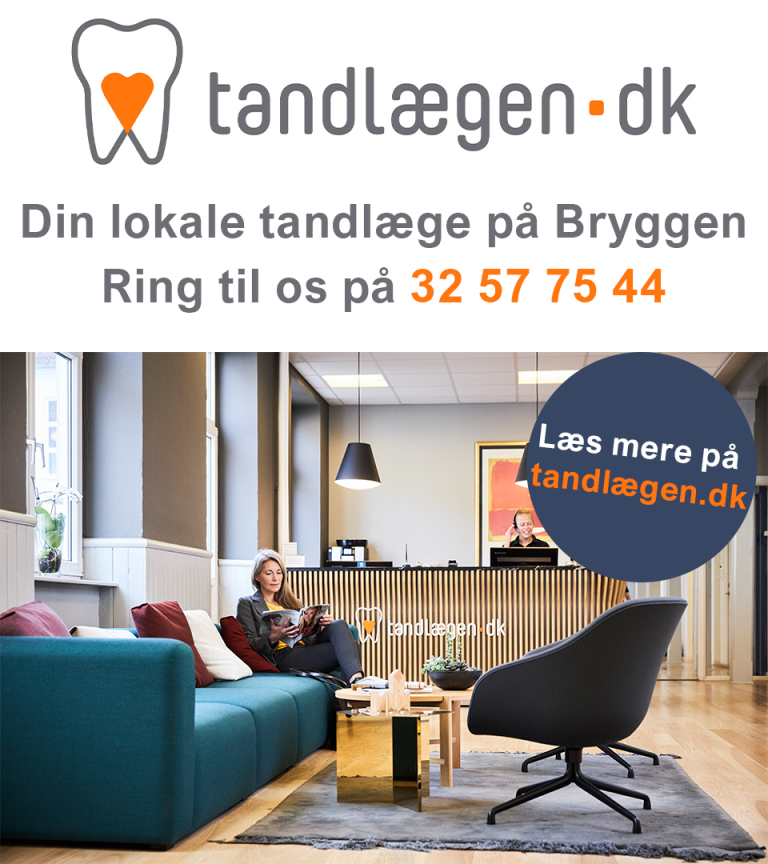 tandlægen.dk
Din lokale tandlæge på Bryggen
Ring til os på 32 57 75 44
Læs mere på
tandlægen.dk
tandlægen.dk